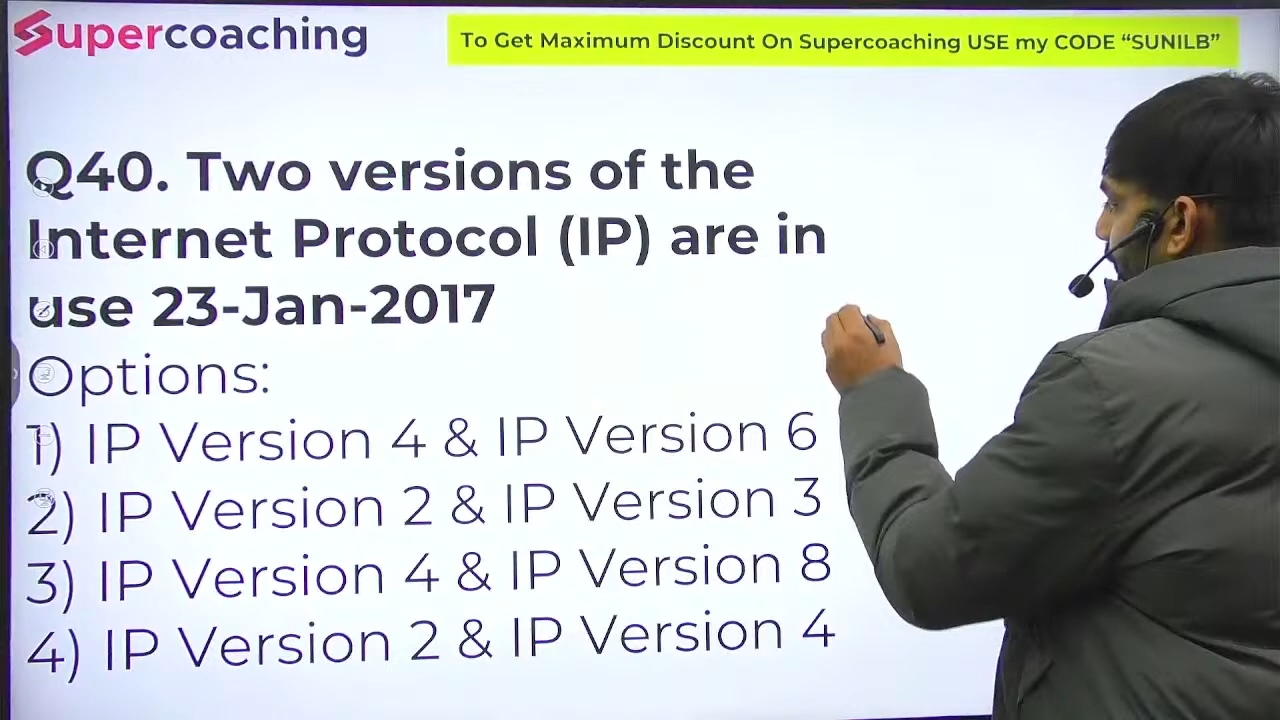 Supercoaching
To Get Maximum Discount On Supercoaching USE my CODE “SUNILB”
Q40. Two versions of the
Internet Protocol (IP) are in
use 23-Jan-2017
Options:
1) IP Version 4 & IP Version 6
2) IP Version 2 & IP Version 3
3) IP Version 4 & IP Version 8
4) IP Version 2 & IP Version 4